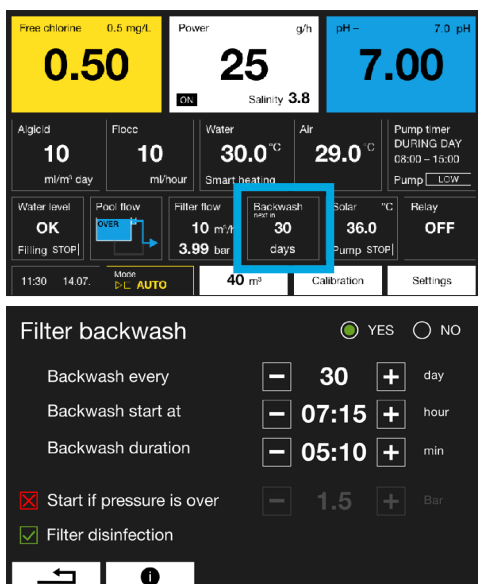 Free chlorine 0.5 mg/L Power g/h pH – 7.0 pH
0.50 25 7.00
ON Salinity 3.8
Algicid Flocc Water Air Pump timer
10 10 30.0 °C 29.0 °C DURING DAY
08:00 – 15:00
ml/m³ day ml/hour Smart heating Pump LOW
Water level Pool flow Filter flow Backwash Solar °C Relay
next in
OK OVER 10 m³/h 30 36.0 OFF
Filling STOP 3.99 bar days Pump STOP
11:30 14.07. Mode AUTO 40 m³ Calibration Settings
Filter backwash YES NO
Backwash every − 30 + day
Backwash start at − 07:15 + hour
Backwash duration − 05:10 + min
Start if pressure is over − 1.5 + Bar
Filter disinfection
i